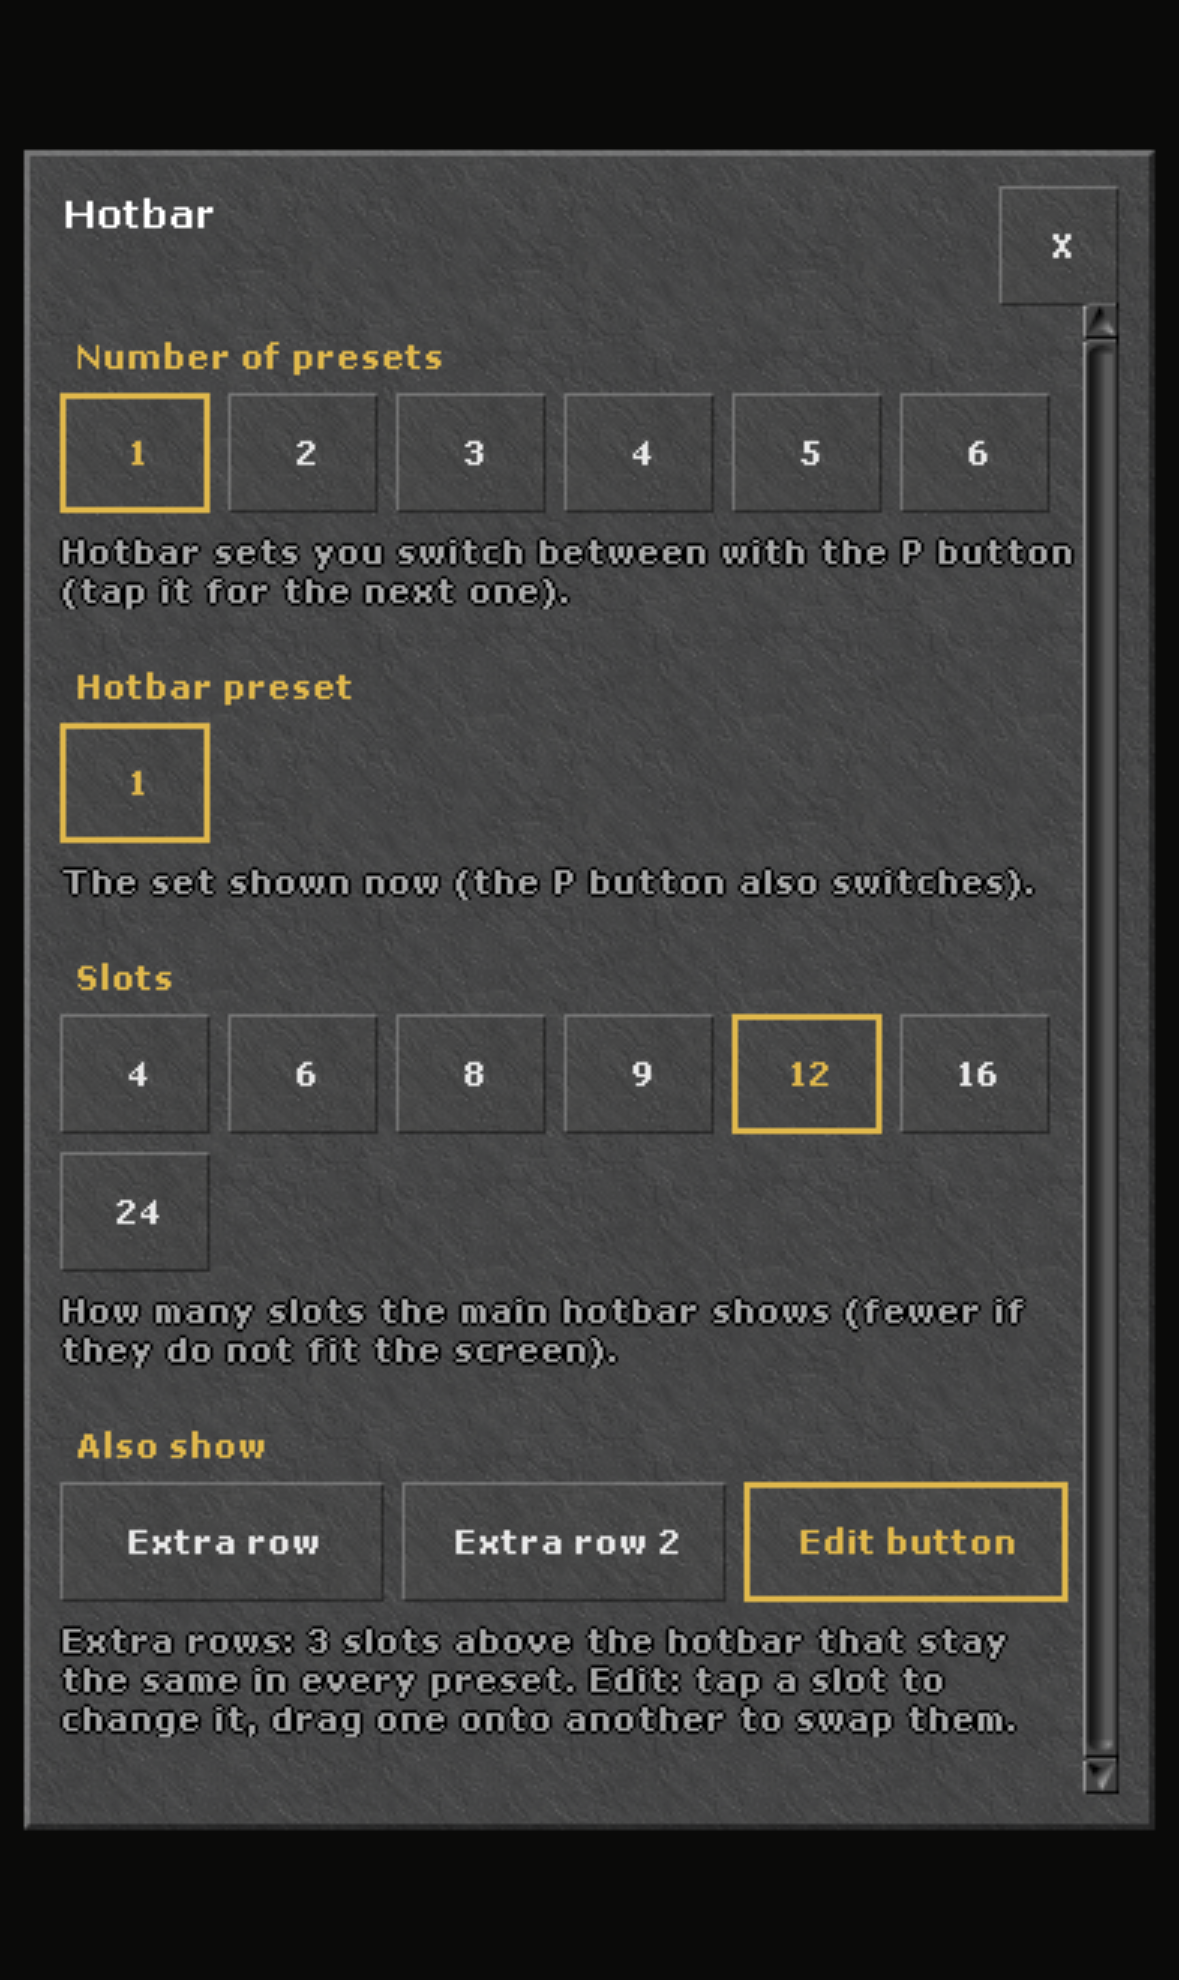 Hotbar
X
Number of presets
1 2 3 4 5 6
Hotbar sets you switch between with the P button
(tap it for the next one).
Hotbar preset
1
The set shown now (the P button also switches).
Slots
4 6 8 9 12 16
24
How many slots the main hotbar shows (fewer if
they do not fit the screen).
Also show
Extra row Extra row 2 Edit button
Extra rows: 3 slots above the hotbar that stay
the same in every preset. Edit: tap a slot to
change it, drag one onto another to swap them.